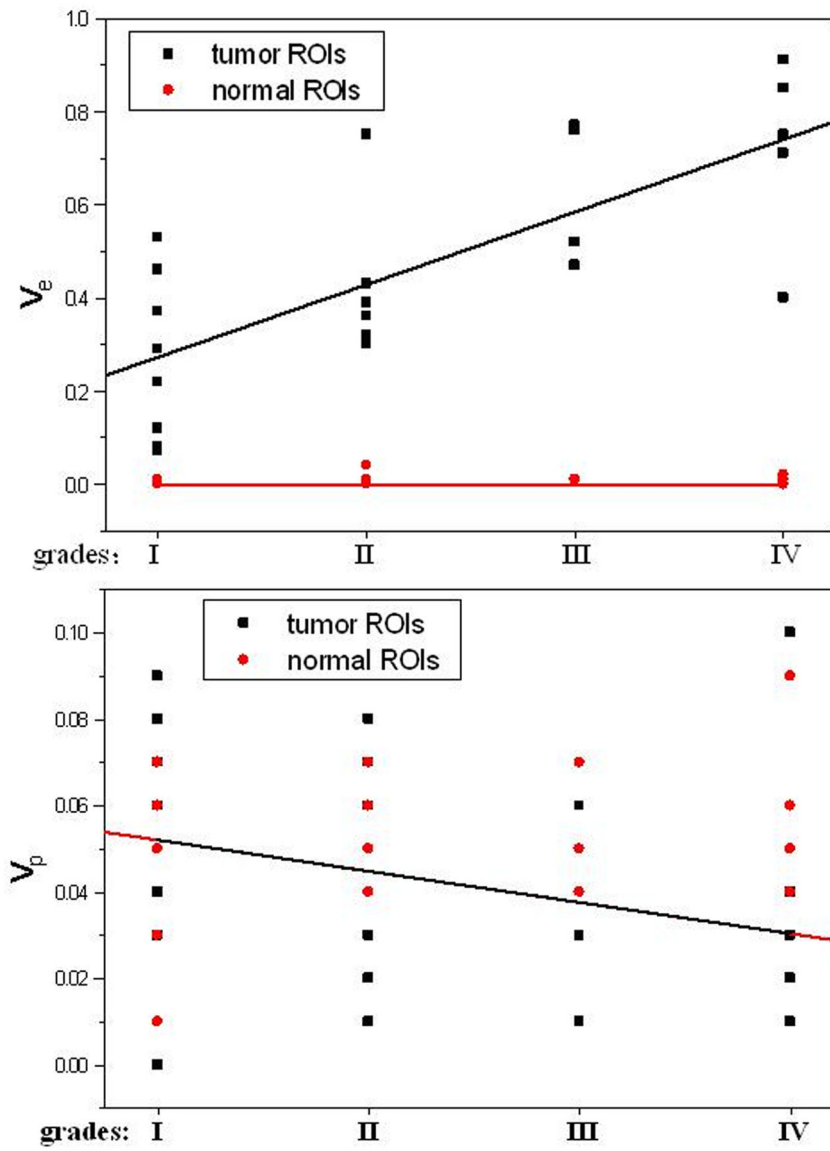 1.0
tumor ROIs
normal ROIs
0.8
0.6
Ve
0.4
0.2
0.0
grades: I II III IV
tumor ROIs
normal ROIs
0.10
0.08
0.06
Vp
0.04
0.02
0.00
grades: I II III IV